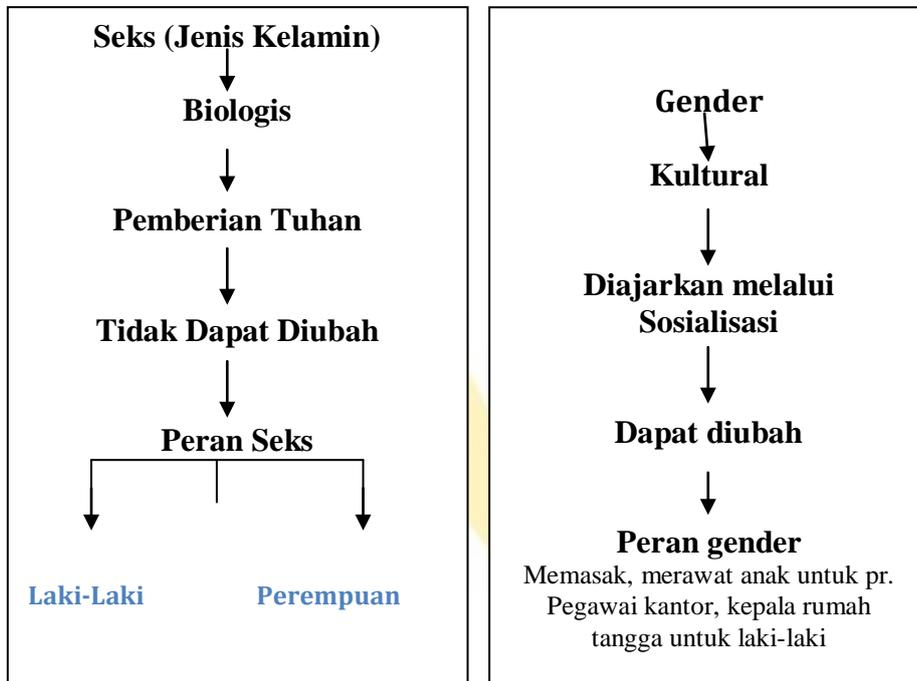 Seks (Jenis Kelamin)
Biologis
Pemberian Tuhan
Tidak Dapat Diubah
Peran Seks
Laki-Laki
Perempuan
Gender
Kultural
Diajarkan melalui
Sosialisasi
Dapat diubah
Peran gender
Memasak, merawat anak untuk pr.
Pegawai kantor, kepala rumah
tangga untuk laki-laki